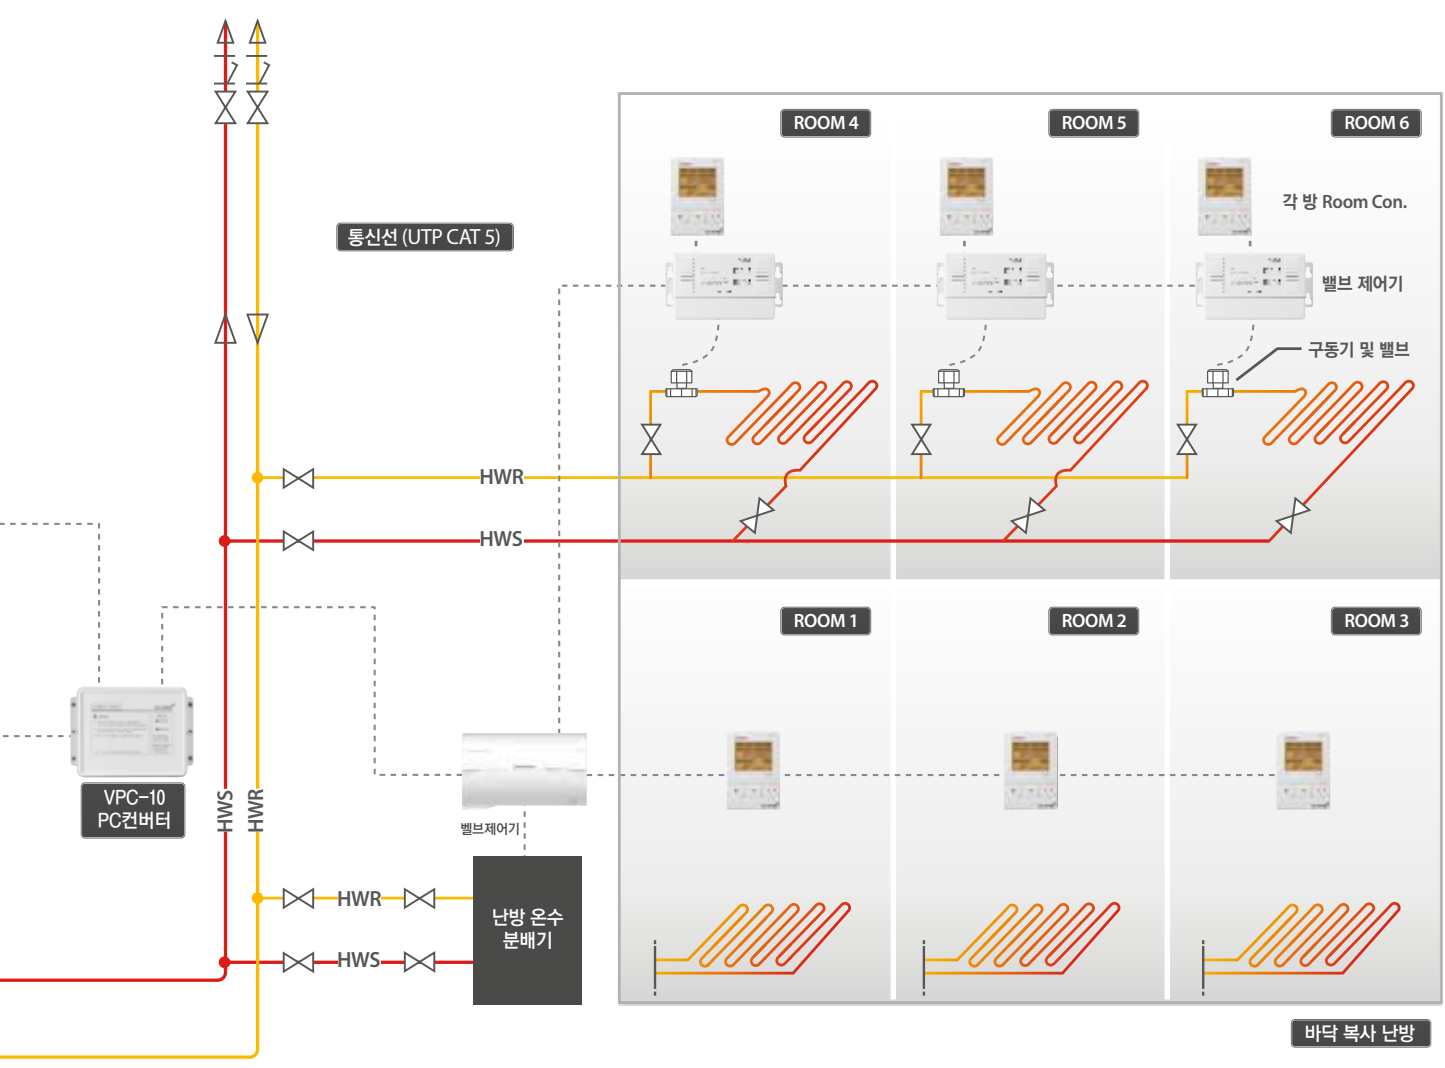 ROOM 4
ROOM 5
ROOM 6
각 방 Room Con.
통신선 (UTP CAT 5)
밸브 제어기
구동기 및 밸브
HWR
HWS
ROOM 1
ROOM 2
ROOM 3
VPC-10
PC컨버터
HWS
HWR
벨브제어기
HWR
HWS
난방 온수
분배기
바닥 복사 난방